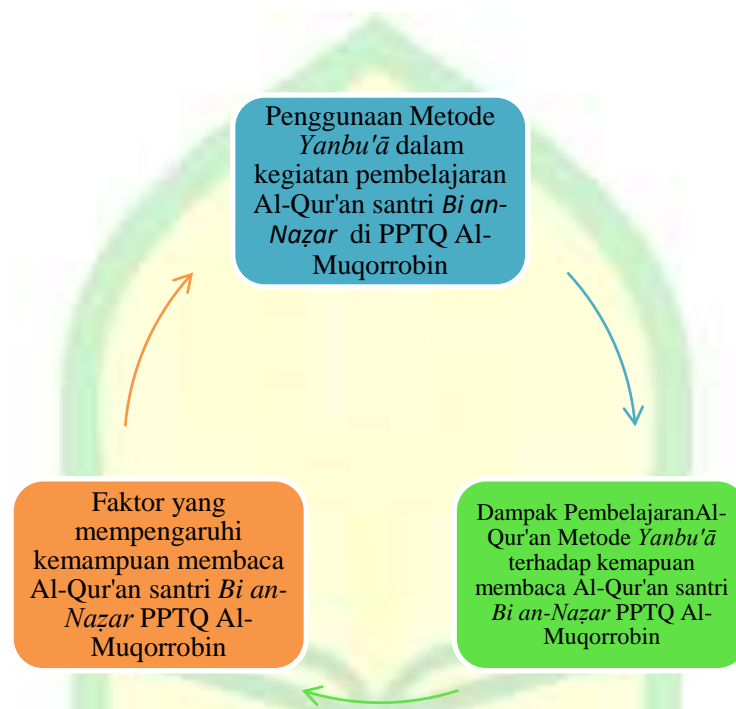 Penggunaan Metode
Yanbu'ā dalam
kegiatan pembelajaran
Al-Qur'an santri Bi an-
Naẓar di PPTQ Al-
Muqorrobin
Faktor yang
mempengaruhi
kemampuan membaca
Al-Qur'an santri Bi an-
Naẓar PPTQ Al-
Muqorrobin
Dampak PembelajaranAl-
Qur'an Metode Yanbu'ā
terhadap kemapuan
membaca Al-Qur'an santri
Bi an-Naẓar PPTQ Al-
Muqorrobin